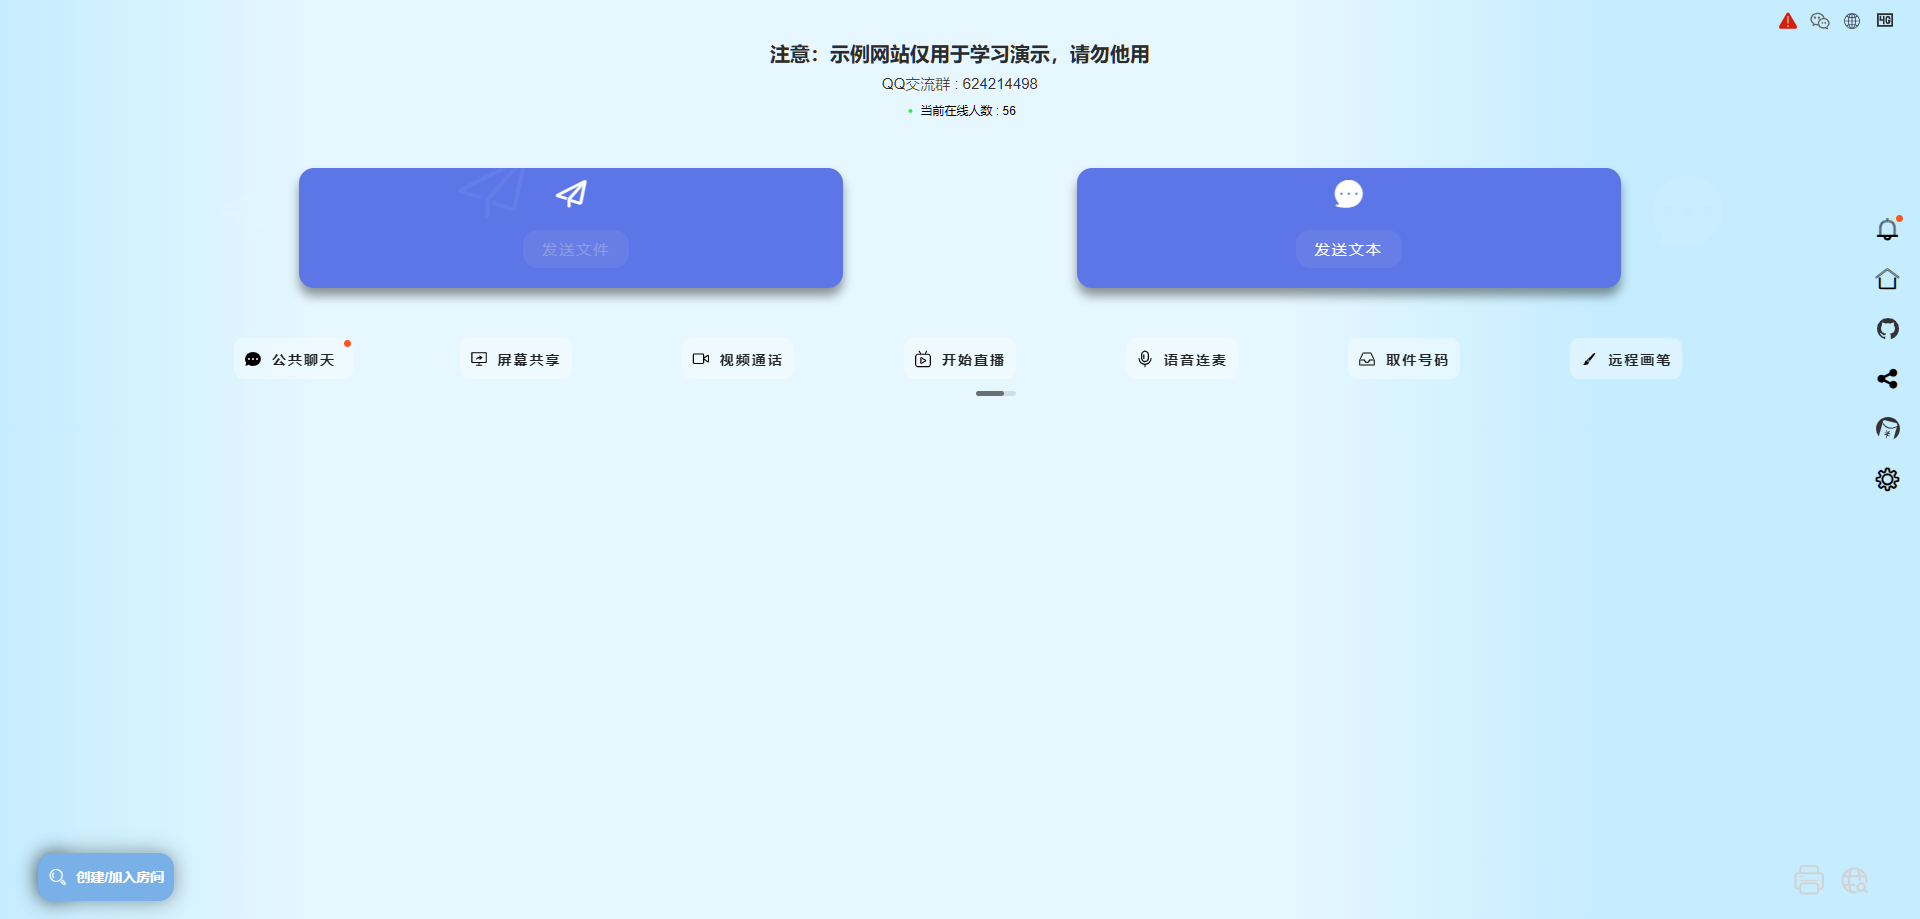 4G
注意：示例网站仅用于学习演示，请勿他用
QQ交流群 : 624214498
当前在线人数 : 56
发送文件
发送文本
公共聊天
屏幕共享
视频通话
开始直播
语音连麦
取件号码
远程画笔
创建/加入房间